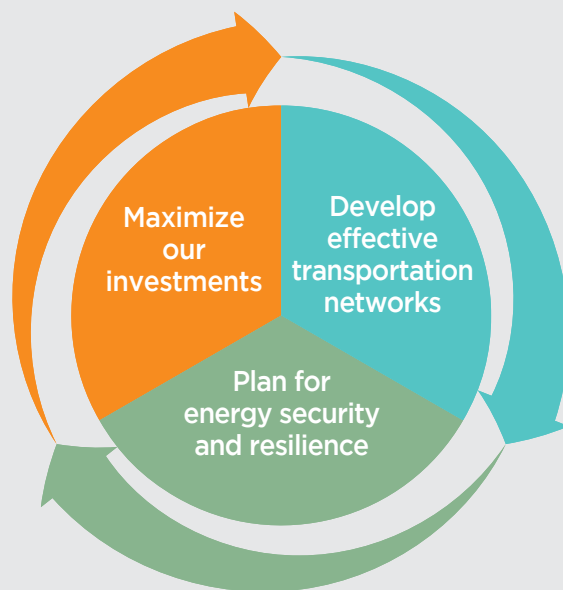 Maximize
our
investments
Develop
effective
transportation
networks
Plan for
energy security
and resilience